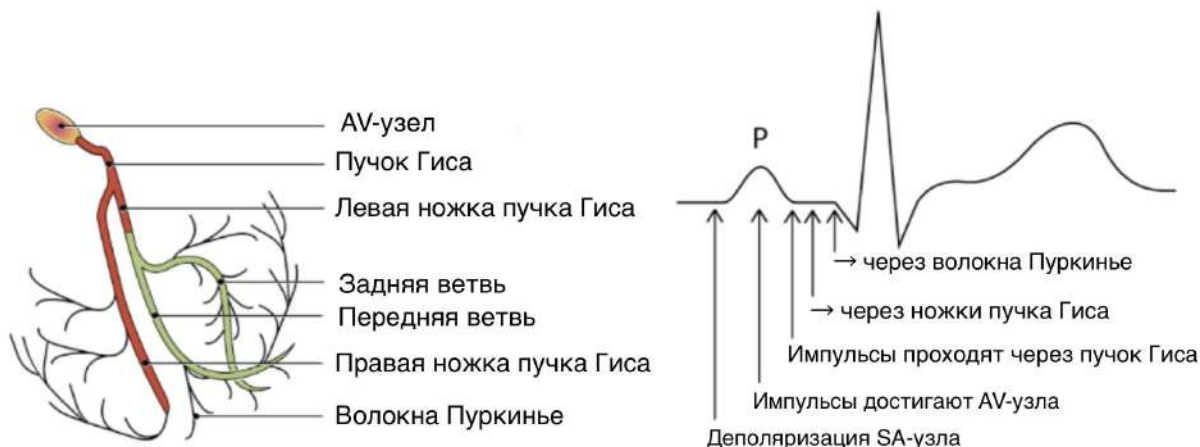 AV-узел
Пучок Гиса
Левая ножка пучка Гиса
Задняя ветвь
Передняя ветвь
Правая ножка пучка Гиса
Волокна Пуркинье
P
→ через волокна Пуркинье
→ через ножки пучка Гиса
Импульсы проходят через пучок Гиса
Импульсы достигают AV-узла
Деполяризация SA-узла